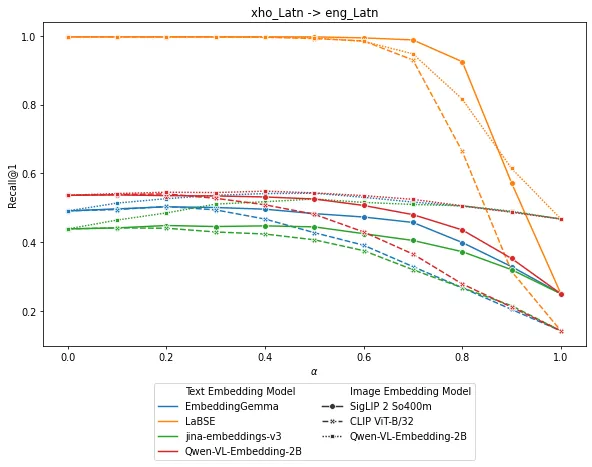 xho_Latn -> eng_Latn
Recall@1
1.0
0.8
0.6
0.4
0.2
0.0 0.2 0.4 0.6 0.8 1.0
α
Text Embedding Model Image Embedding Model
EmbeddingGemma SigLIP 2 So400m
LaBSE CLIP ViT-B/32
jina-embeddings-v3 Qwen-VL-Embedding-2B
Qwen-VL-Embedding-2B